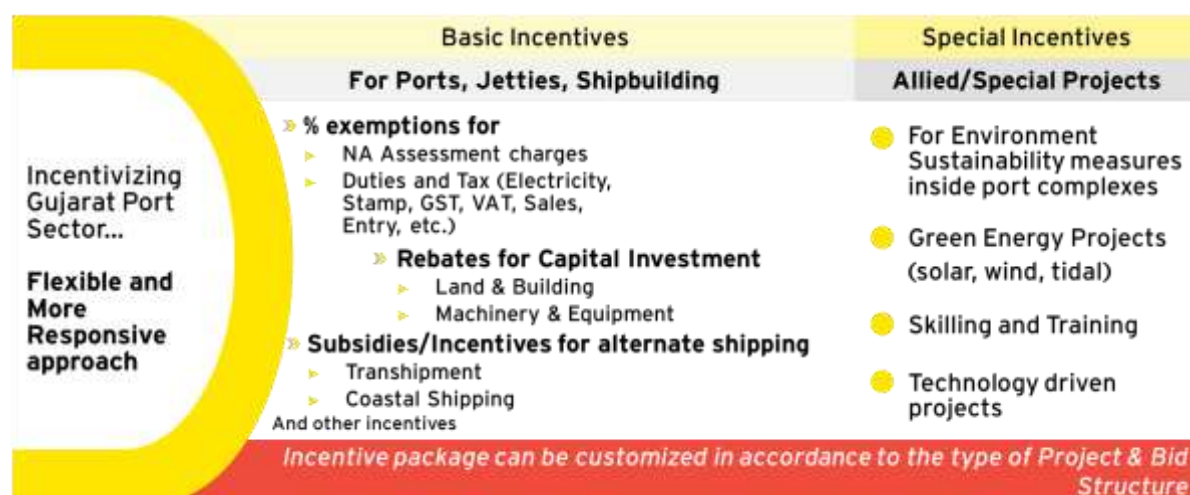 Incentivizing
Gujarat Port
Sector...
Flexible and
More
Responsive
approach
Basic Incentives
For Ports, Jetties, Shipbuilding
% exemptions for
NA Assessment charges
Duties and Tax (Electricity,
Stamp, GST, VAT, Sales,
Entry, etc.)
Rebates for Capital Investment
Land & Building
Machinery & Equipment
Subsidies/Incentives for alternate shipping
Transhipment
Coastal Shipping
And other incentives
Special Incentives
Allied/Special Projects
For Environment
Sustainability measures
inside port complexes
Green Energy Projects
(solar, wind, tidal)
Skilling and Training
Technology driven
projects
Incentive package can be customized in accordance to the type of Project & Bid
Structure